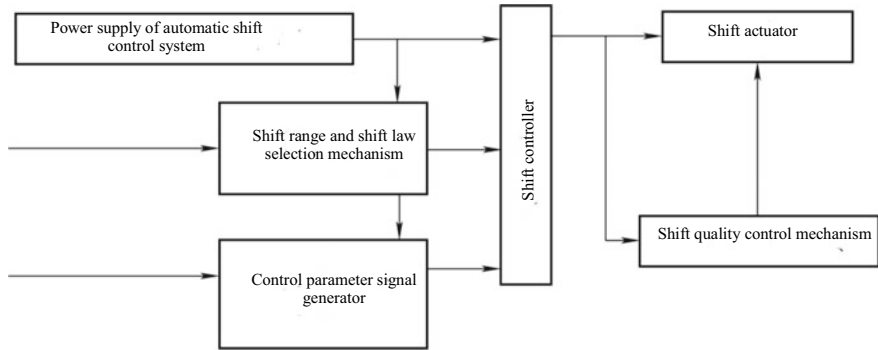 Power supply of automatic shift
control system
Shift actuator
Shift controller
Shift range and shift law
selection mechanism
Shift quality control mechanism
Control parameter signal
generator